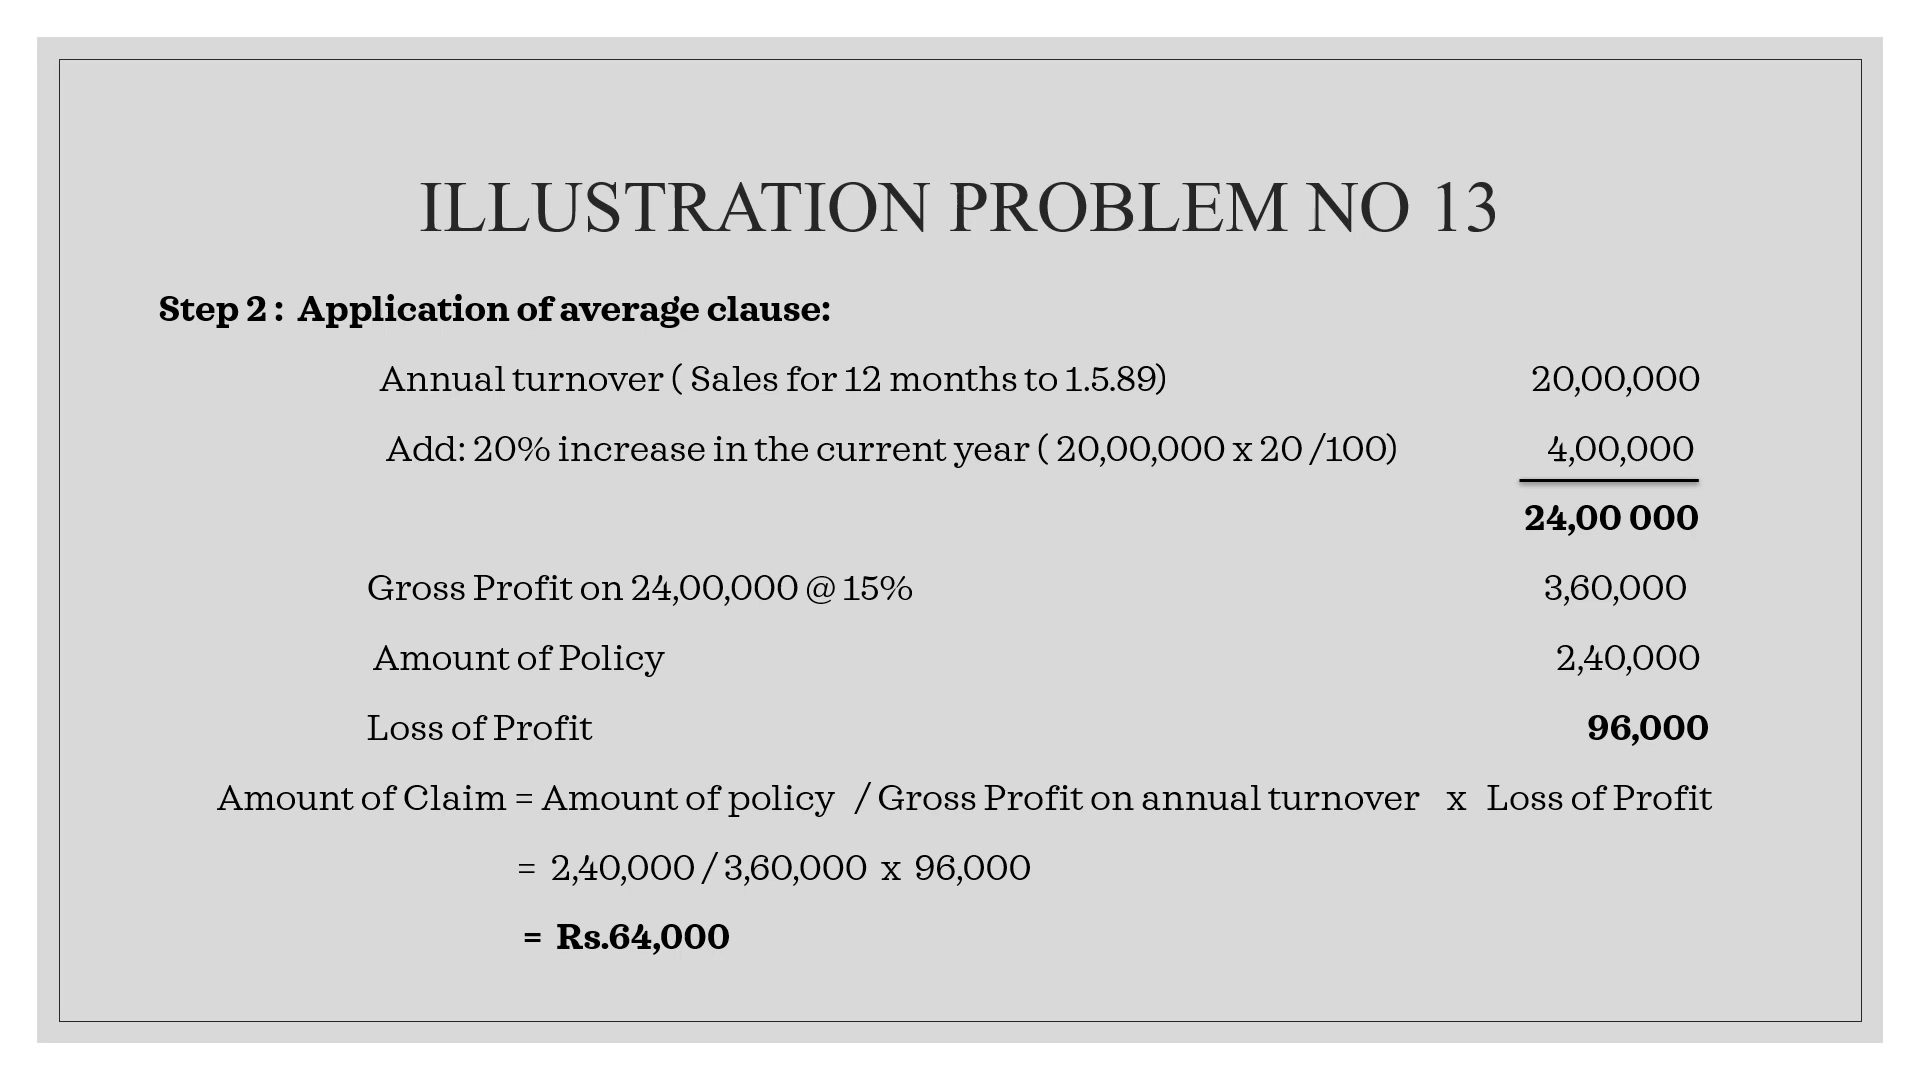 ILLUSTRATION PROBLEM NO 13
Step 2 : Application of average clause:
Annual turnover ( Sales for 12 months to 1.5.89) 20,00,000
Add: 20% increase in the current year ( 20,00,000 x 20 /100) 4,00,000
24,00 000
Gross Profit on 24,00,000 @ 15% 3,60,000
Amount of Policy 2,40,000
Loss of Profit 96,000
Amount of Claim = Amount of policy / Gross Profit on annual turnover x Loss of Profit
= 2,40,000 / 3,60,000 x 96,000
= Rs.64,000